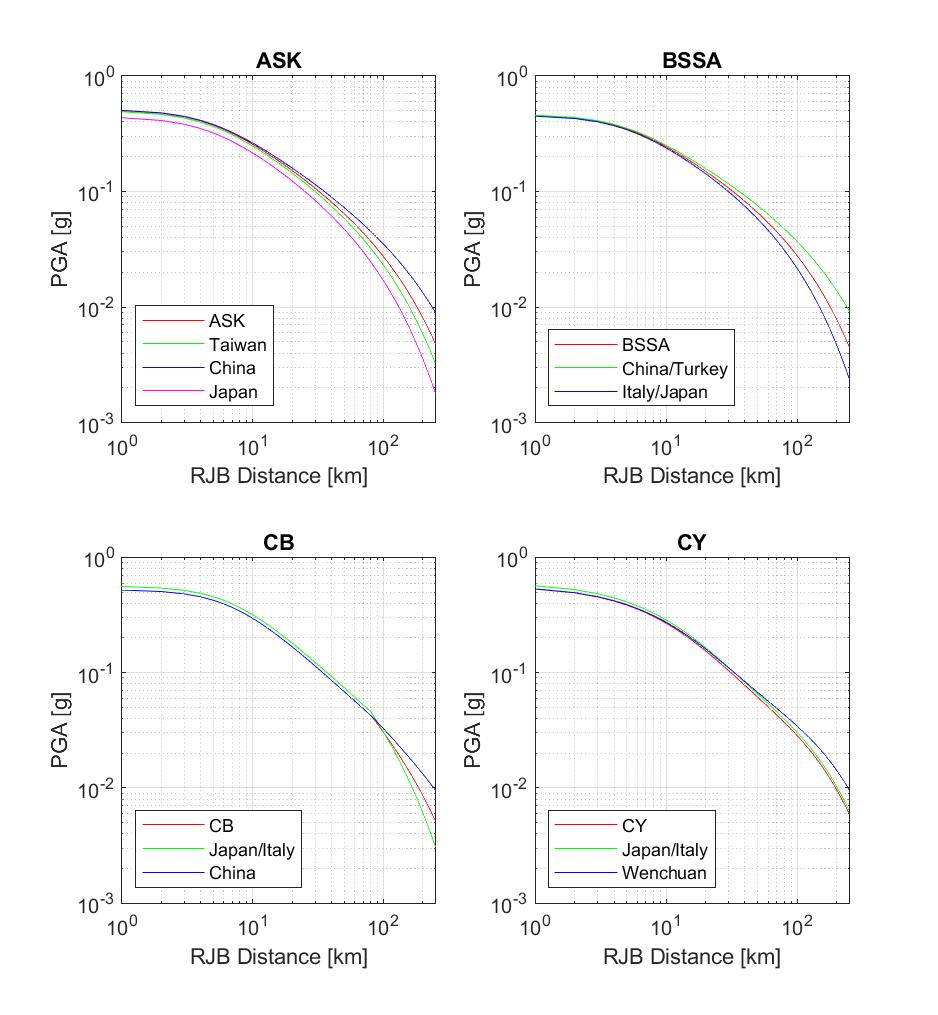 ASK
PGA [g]
10^0
10^-1
10^-2
10^-3
ASK
Taiwan
China
Japan
10^0 10^1 10^2
RJB Distance [km]
BSSA
PGA [g]
10^0
10^-1
10^-2
10^-3
BSSA
China/Turkey
Italy/Japan
10^0 10^1 10^2
RJB Distance [km]
CB
PGA [g]
10^0
10^-1
10^-2
10^-3
CB
Japan/Italy
China
10^0 10^1 10^2
RJB Distance [km]
CY
PGA [g]
10^0
10^-1
10^-2
10^-3
CY
Japan/Italy
Wenchuan
10^0 10^1 10^2
RJB Distance [km]